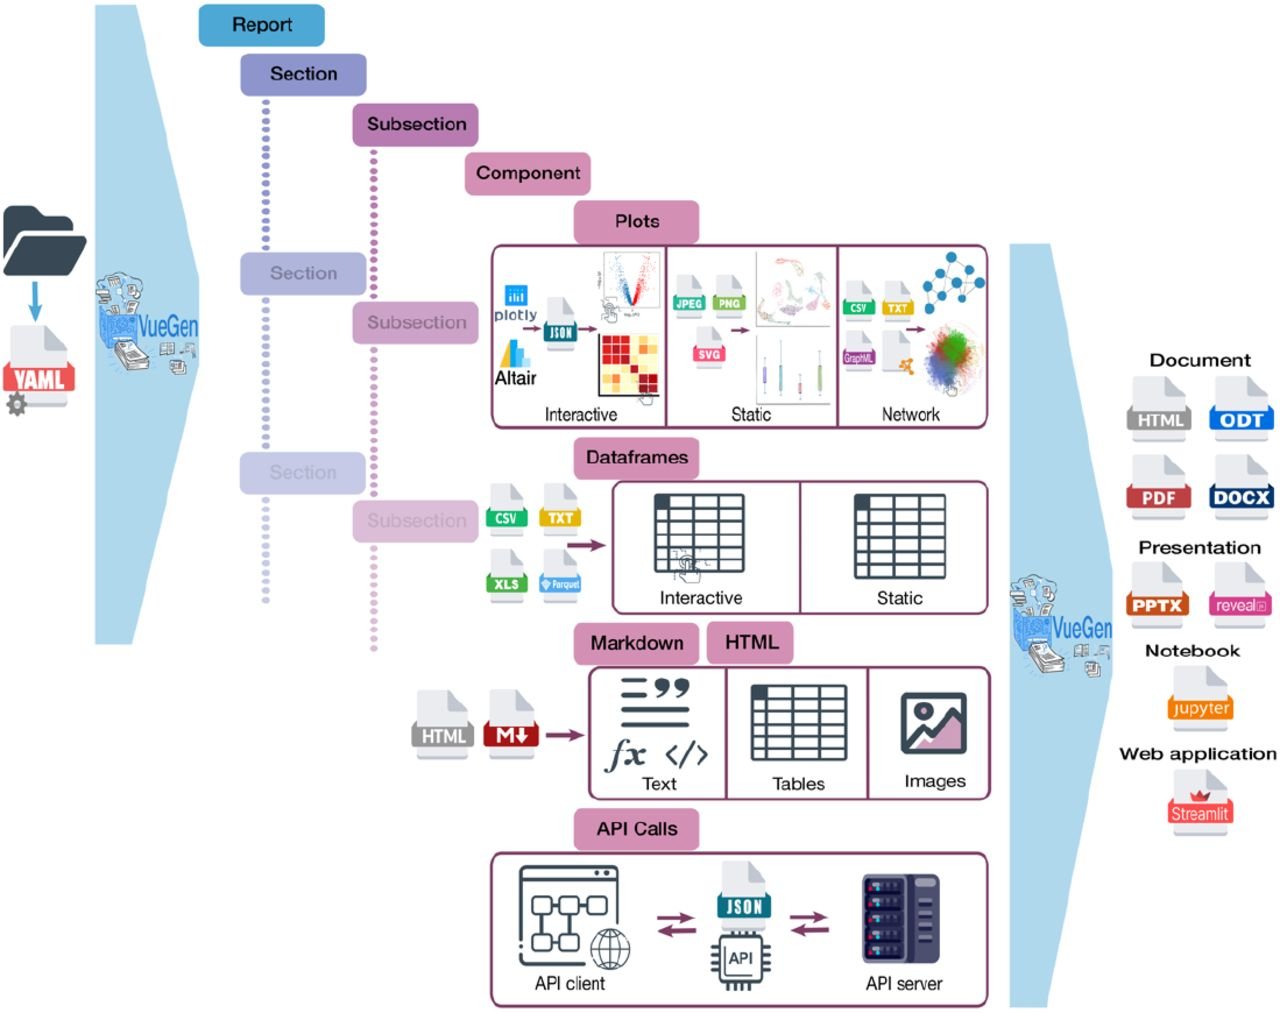 Report
Section
Subsection
Component
Plots
Section
Subsection
YAML
VueGen
plotly
JSON
Altair
Interactive
JPEG PNG
SVG
Static
CSV TXT
GraphML
Network
Dataframes
Section
Subsection
CSV TXT
XLS Parquet
Interactive
Static
Markdown HTML
HTML M
fx </>
Text
Tables
Images
API Calls
JSON
API
API client
API server
VueGen
Document
HTML ODT
PDF DOCX
Presentation
PPTX reveal
Notebook
jupyter
Web application
Streamlit